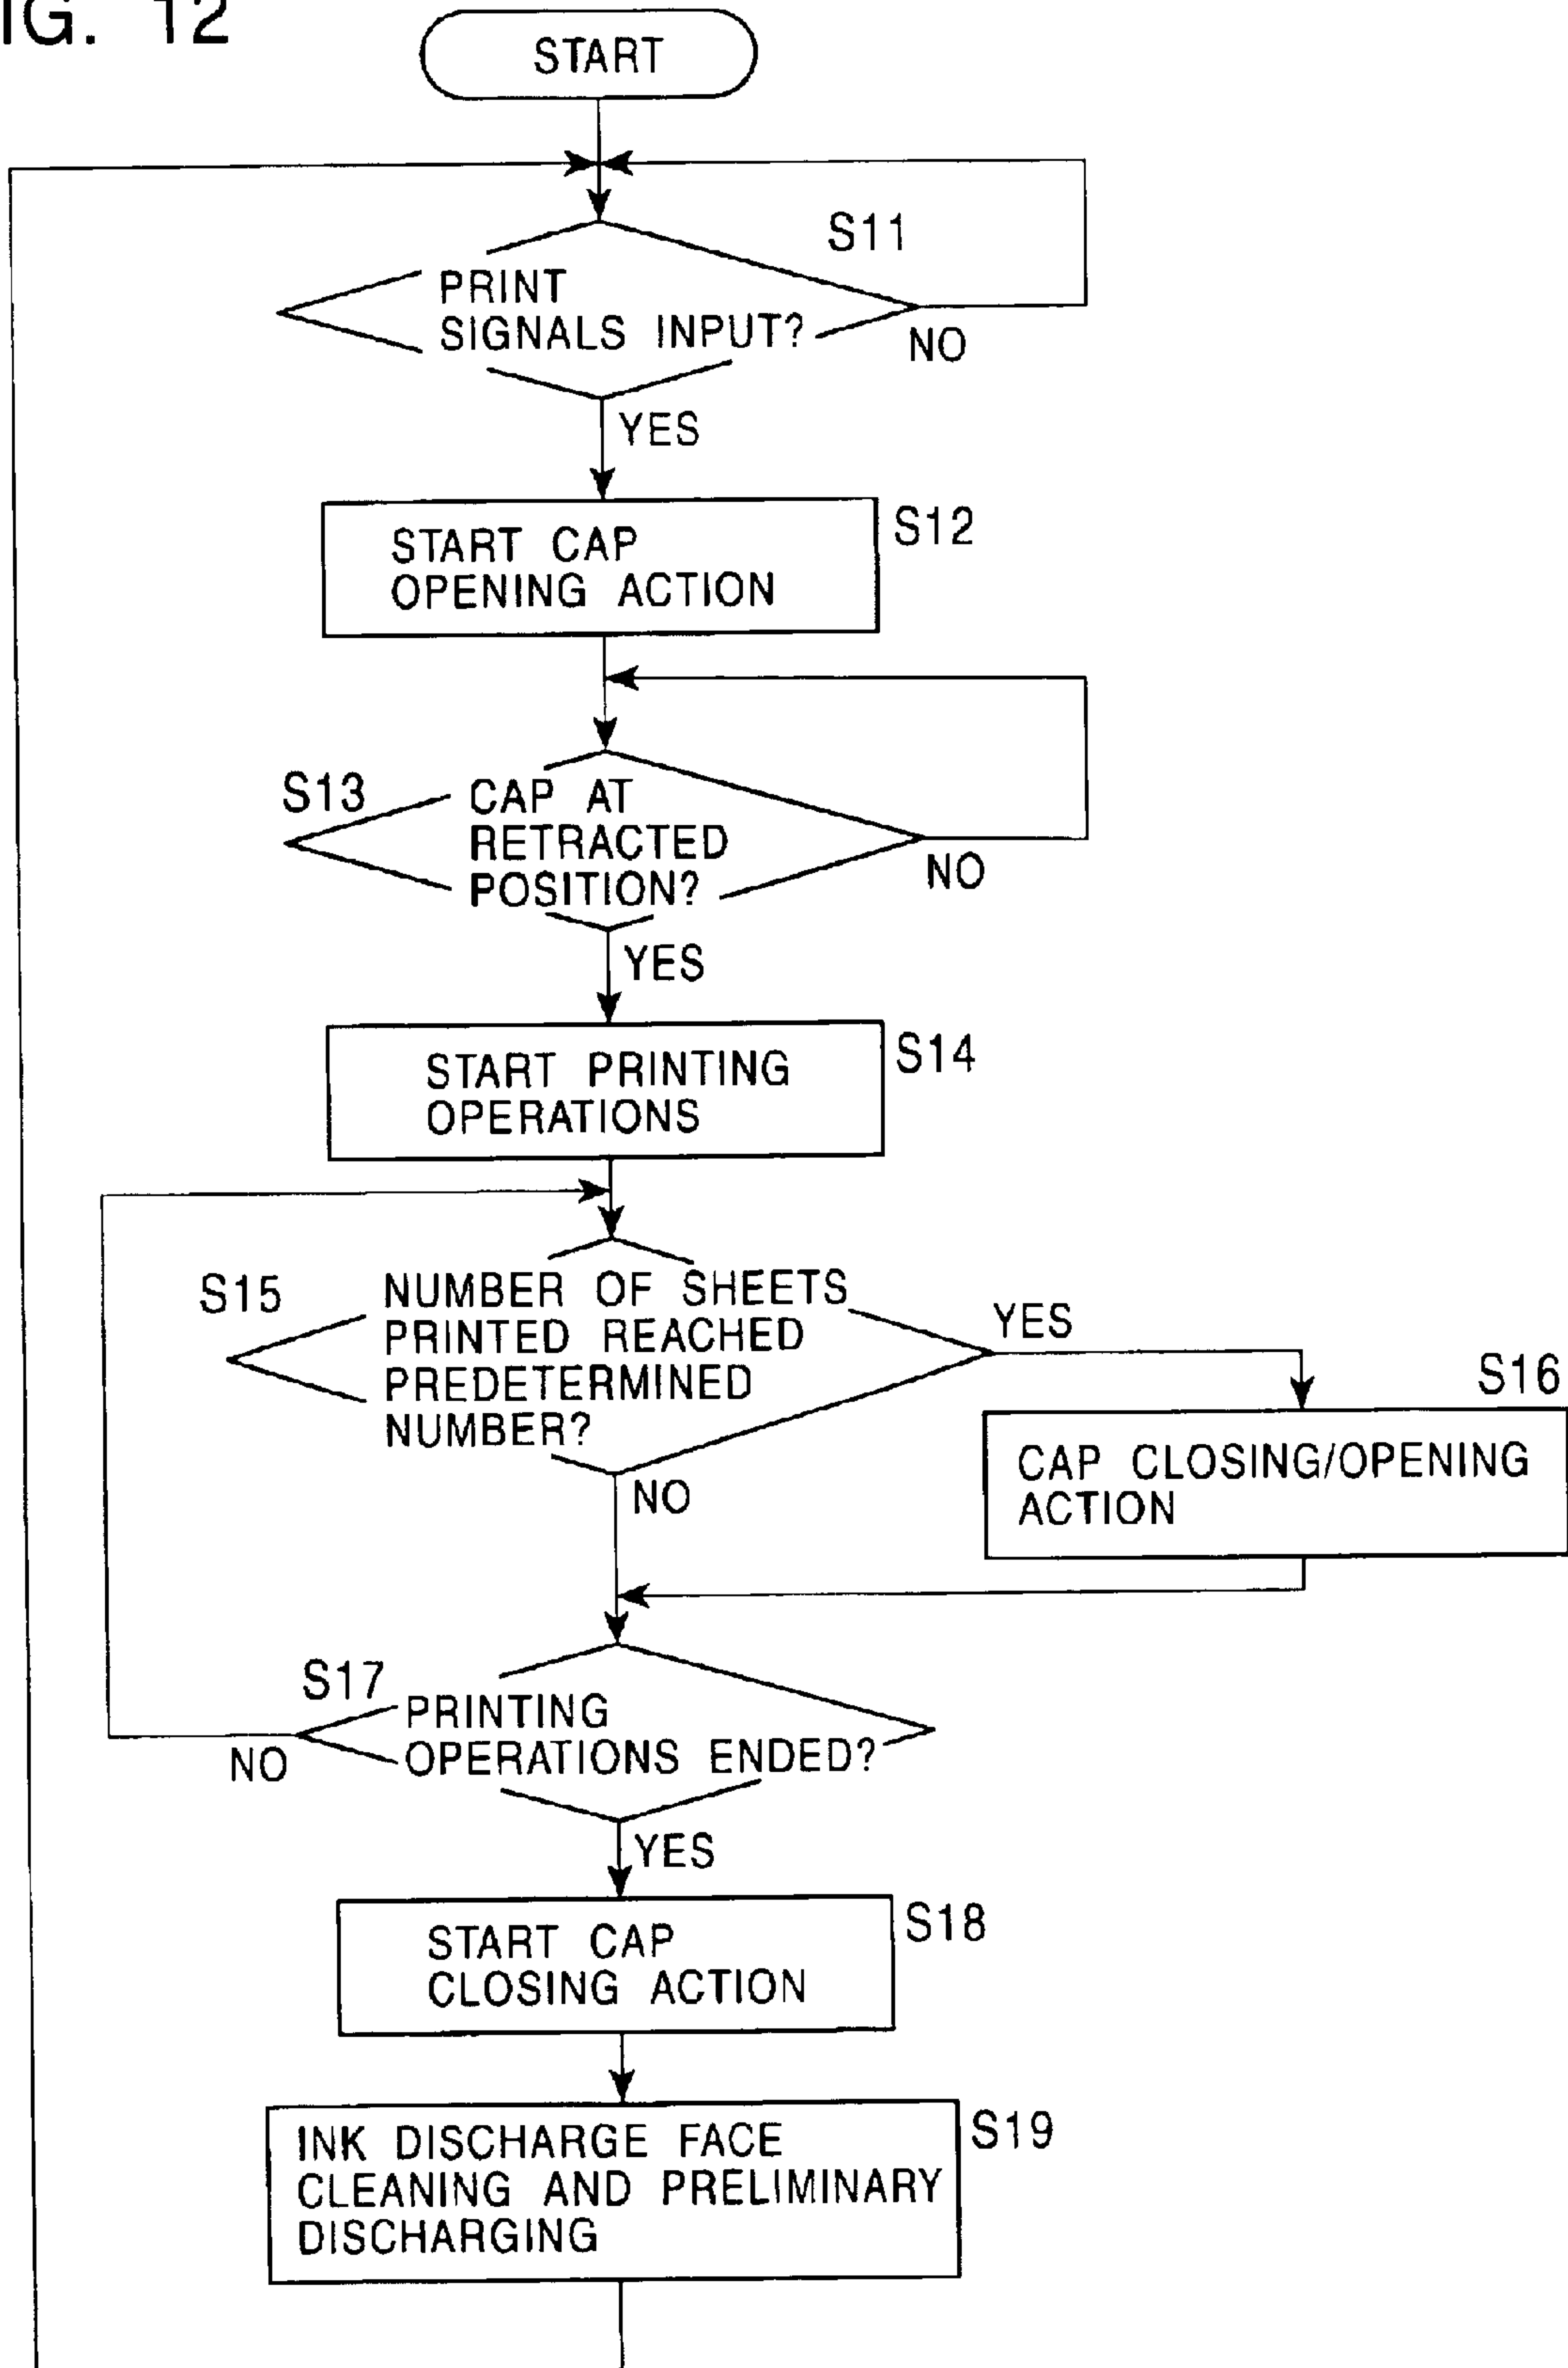 IG. 12
START
S11
PRINT
SIGNALS INPUT?
NO
YES
START CAP
OPENING ACTION
S12
S13
CAP AT
RETRACTED
POSITION?
NO
YES
START PRINTING
OPERATIONS
S14
S15
NUMBER OF SHEETS
PRINTED REACHED
PREDETERMINED
NUMBER?
YES
NO
S16
CAP CLOSING/OPENING
ACTION
S17
PRINTING
OPERATIONS ENDED?
NO
YES
START CAP
CLOSING ACTION
S18
INK DISCHARGE FACE
CLEANING AND PRELIMINARY
DISCHARGING
S19